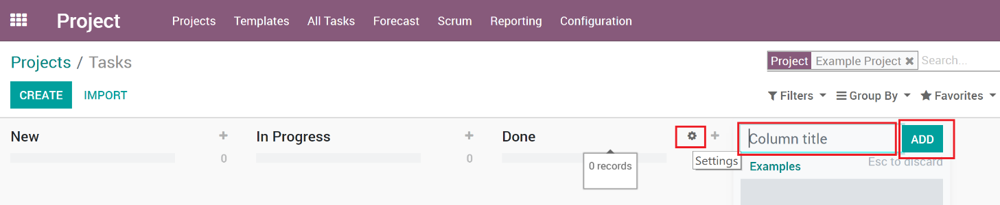 Project Projects Templates All Tasks Forecast Scrum Reporting Configuration
Projects / Tasks
Project Example Project Search...
CREATE IMPORT
Filters Group By Favorites
New + In Progress + Done + Column title ADD
0 0
0 records
Settings
Examples
Esc to discard